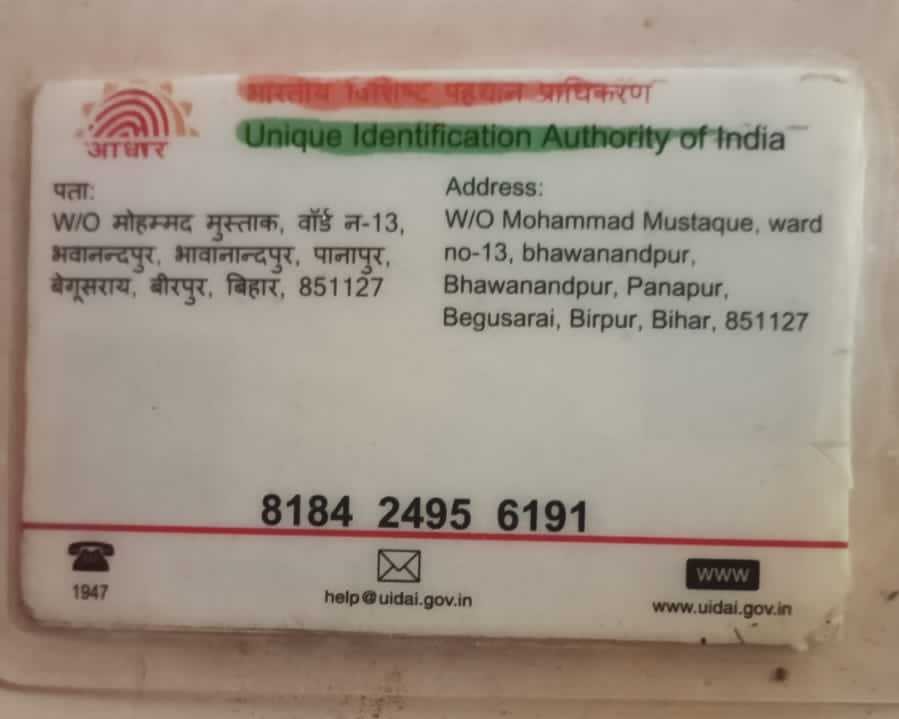 आधार
भारतीय विशिष्ट पहचान प्राधिकरण
Unique Identification Authority of India
पता:
W/O मोहम्मद मुस्ताक, वॉर्ड न-13,
भवानन्दपुर, भावानान्दपुर, पानापुर,
बेगूसराय, बीरपुर, बिहार, 851127
Address:
W/O Mohammad Mustaque, ward
no-13, bhawanandpur,
Bhawanandpur, Panapur,
Begusarai, Birpur, Bihar, 851127
8184 2495 6191
1947
help@uidai.gov.in
www
www.uidai.gov.in